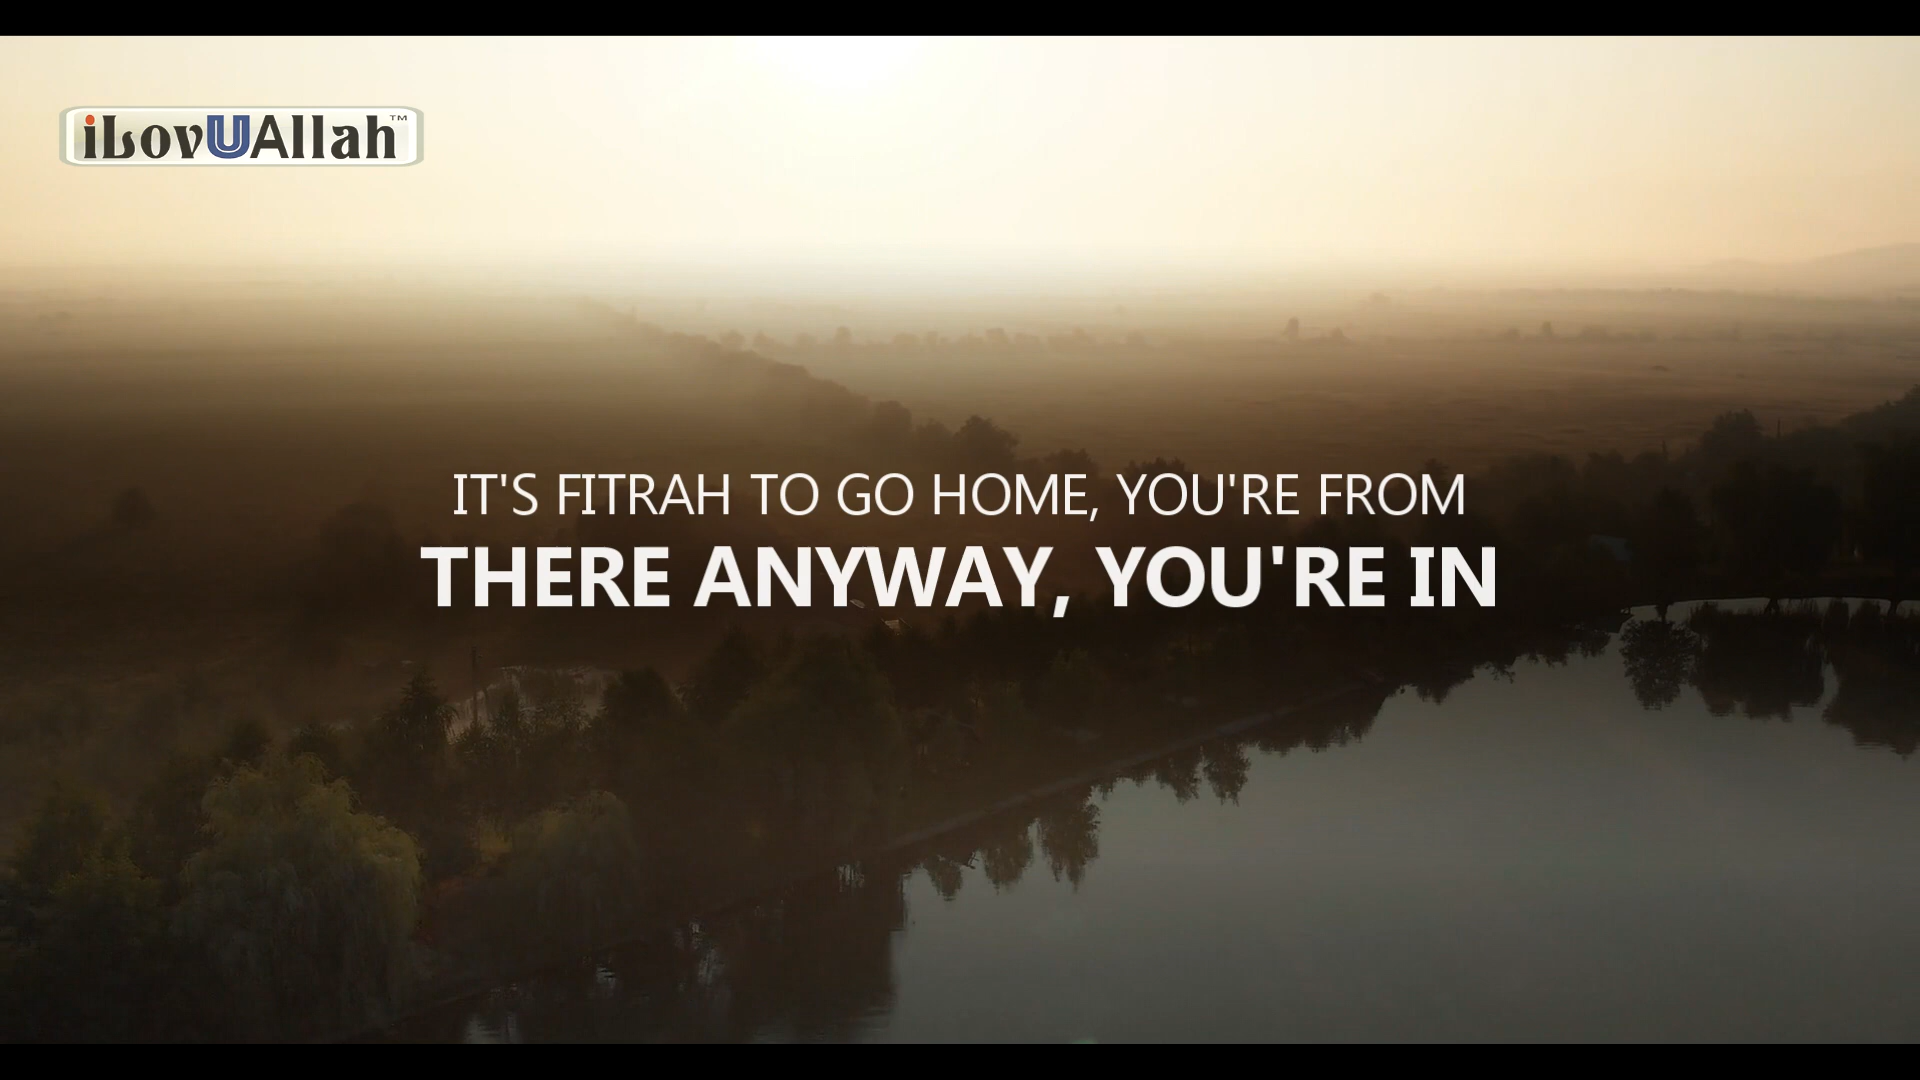 iLovUAllah™
IT'S FITRAH TO GO HOME, YOU'RE FROM
THERE ANYWAY, YOU'RE IN